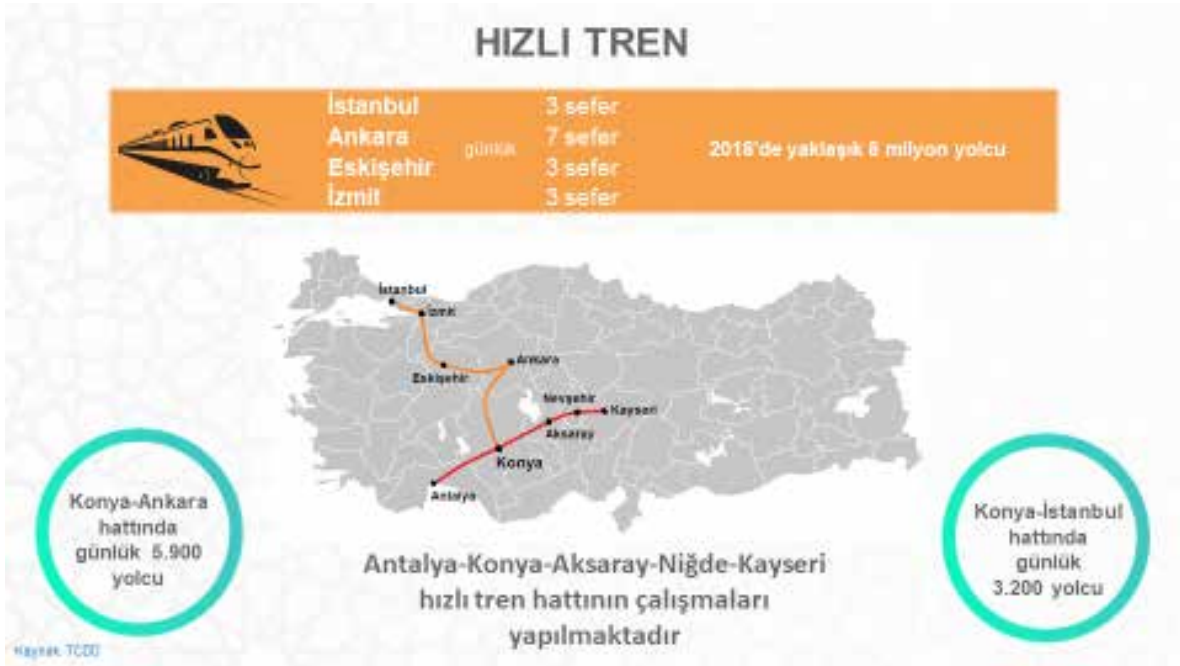 HIZLI TREN
İstanbul 3 sefer
Ankara 7 sefer
günlük
2018'de yaklaşık 6 milyon yolcu
Eskişehir 3 sefer
İzmit 3 sefer
İstanbul
İzmit
Ankara
Eskişehir
Nevşehir
Kayseri
Aksaray
Konya
Antalya
Konya-Ankara
hattında
günlük 5.900
yolcu
Konya-İstanbul
hattında
günlük
3.200 yolcu
Antalya-Konya-Aksaray-Niğde-Kayseri
hızlı tren hattının çalışmaları
yapılmaktadır
Kaynak TCDD